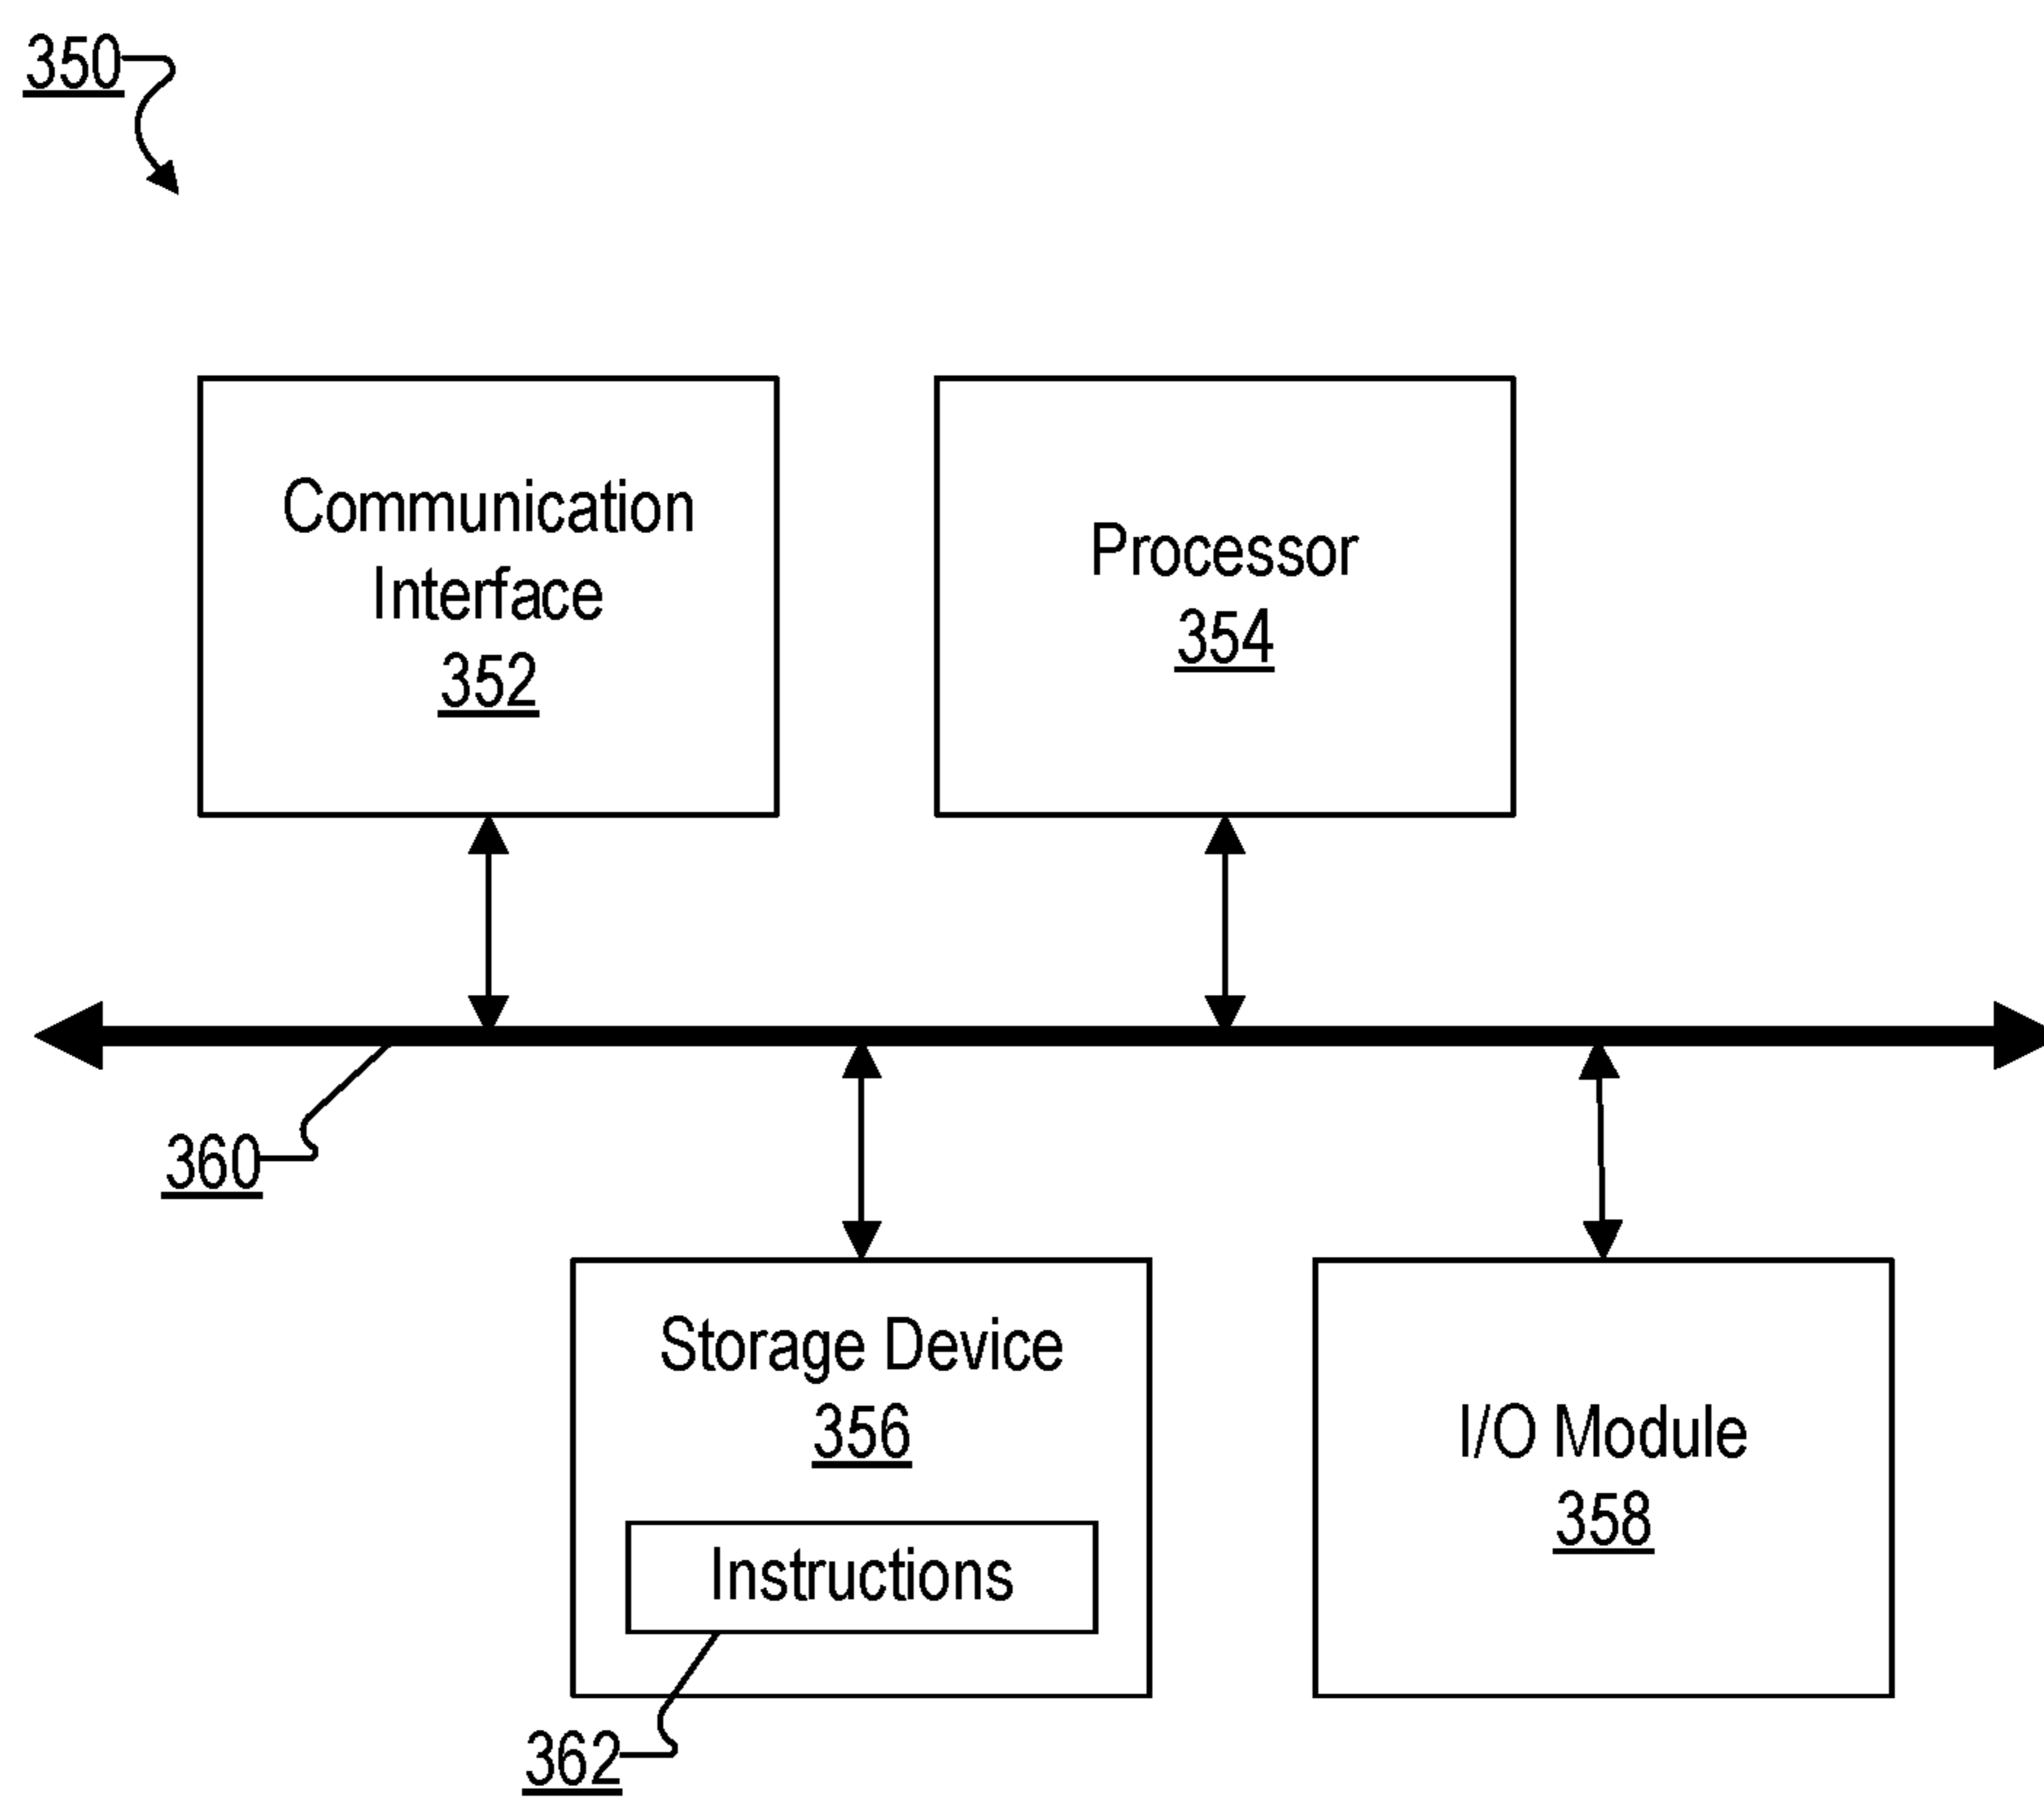 350
Communication
Interface
352
Processor
354
360
Storage Device
356
Instructions
362
I/O Module
358